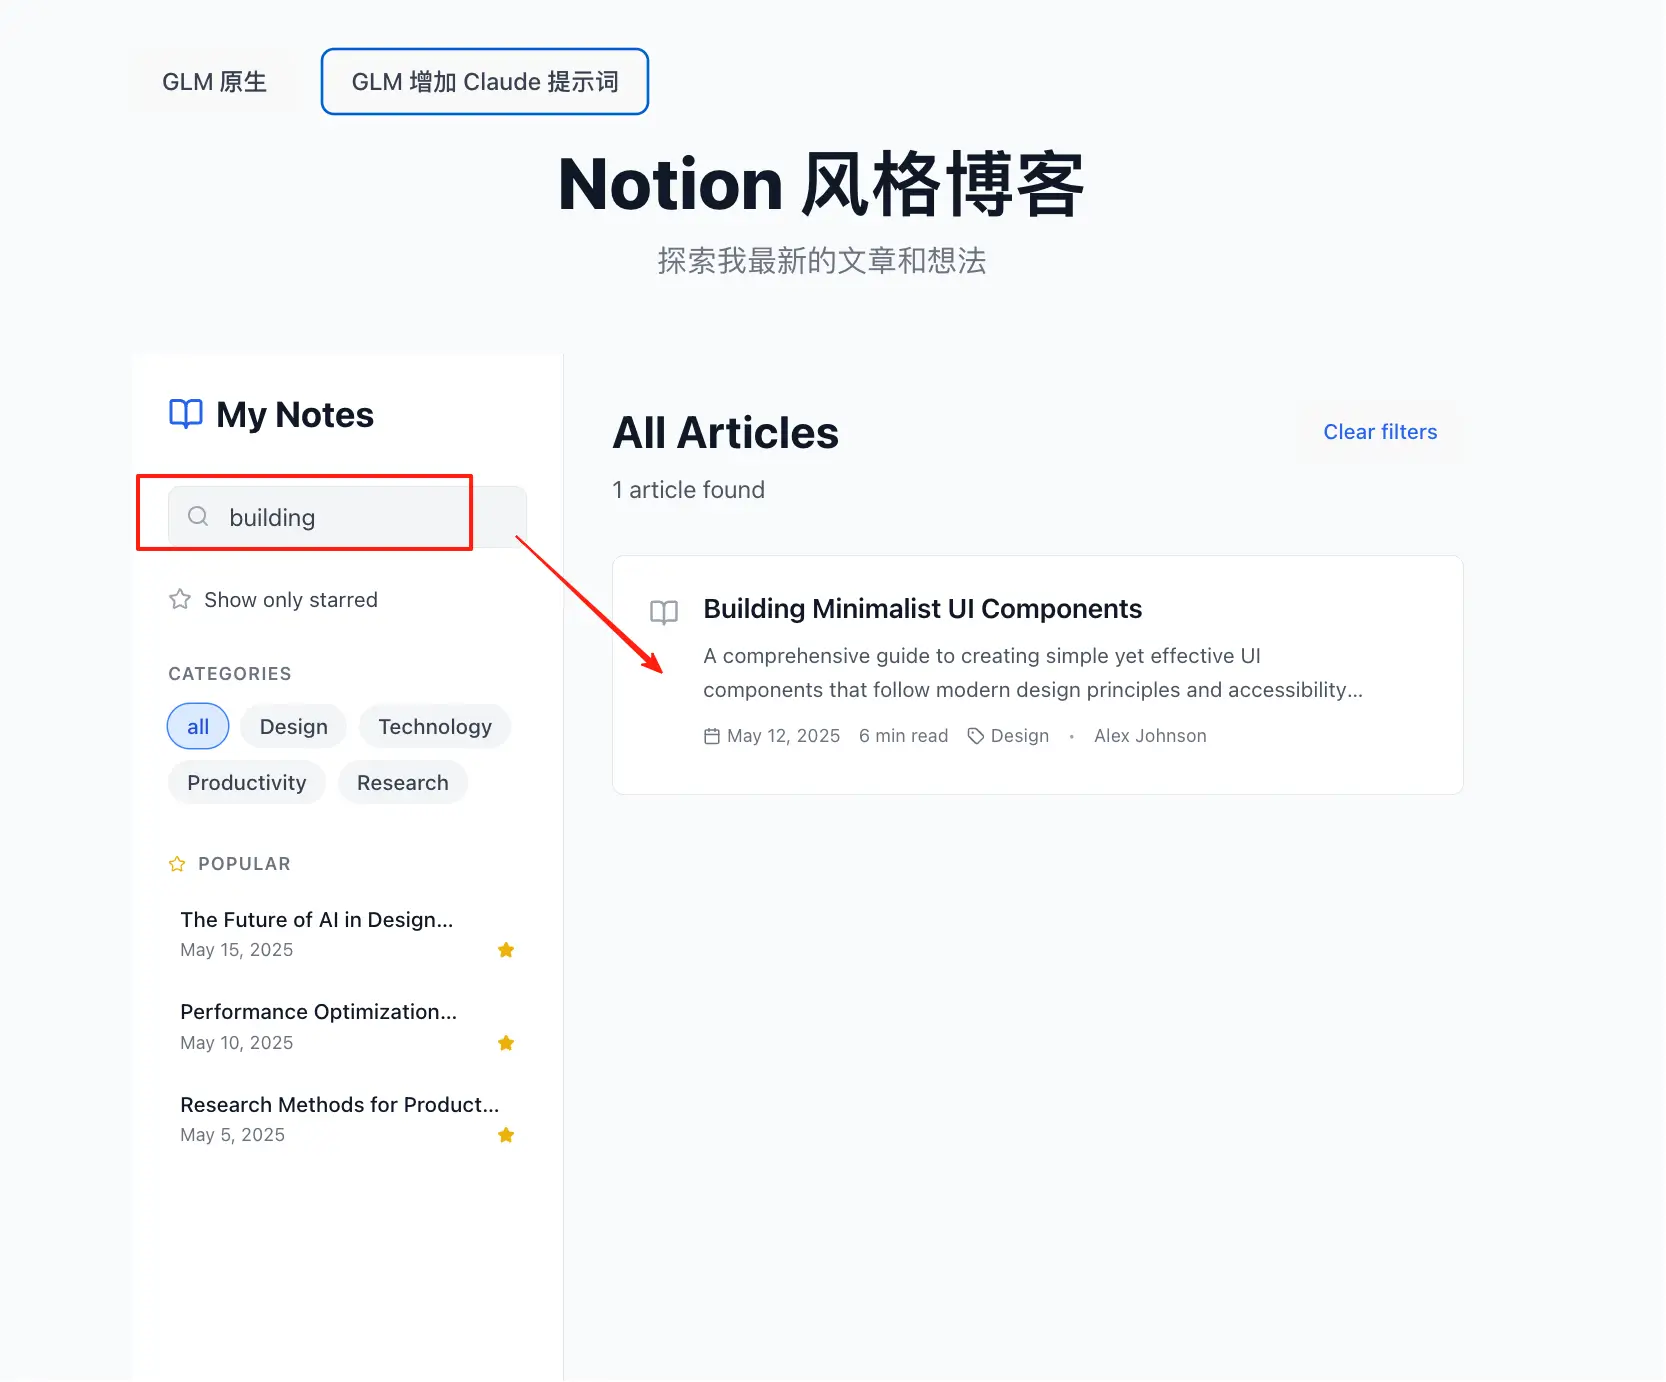 GLM 原生
GLM 增加 Claude 提示词
Notion 风格博客
探索我最新的文章和想法
My Notes
building
Show only starred
CATEGORIES
all
Design
Technology
Productivity
Research
POPULAR
The Future of AI in Design...
May 15, 2025
Performance Optimization...
May 10, 2025
Research Methods for Product...
May 5, 2025
All Articles
Clear filters
1 article found
Building Minimalist UI Components
A comprehensive guide to creating simple yet effective UI
components that follow modern design principles and accessibility...
May 12, 2025 6 min read Design • Alex Johnson